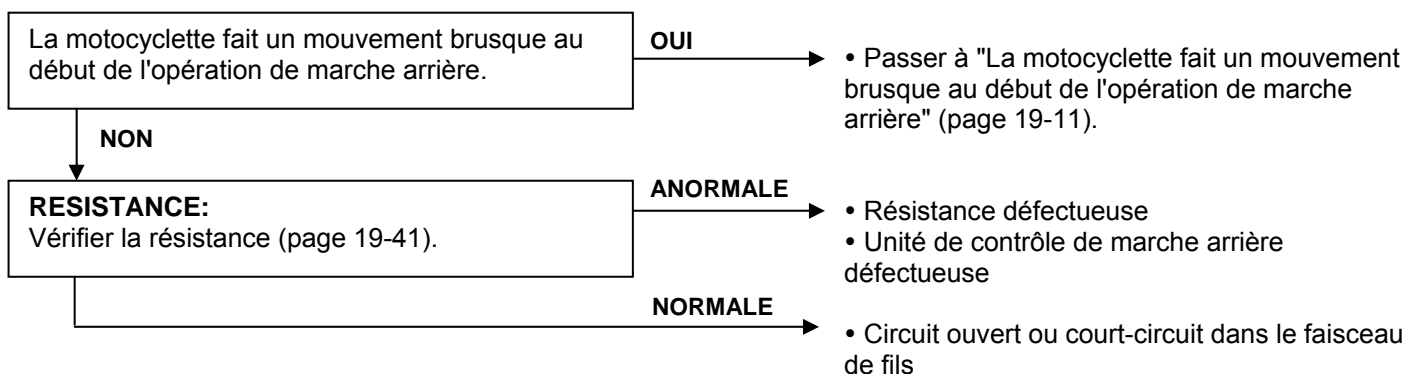 La motocyclette fait un mouvement brusque au
début de l'opération de marche arrière.
OUI
• Passer à "La motocyclette fait un mouvement
brusque au début de l'opération de marche
arrière" (page 19-11).
NON
RESISTANCE:
Vérifier la résistance (page 19-41).
ANORMALE
• Résistance défectueuse
• Unité de contrôle de marche arrière
défectueuse
NORMALE
• Circuit ouvert ou court-circuit dans le faisceau
de fils